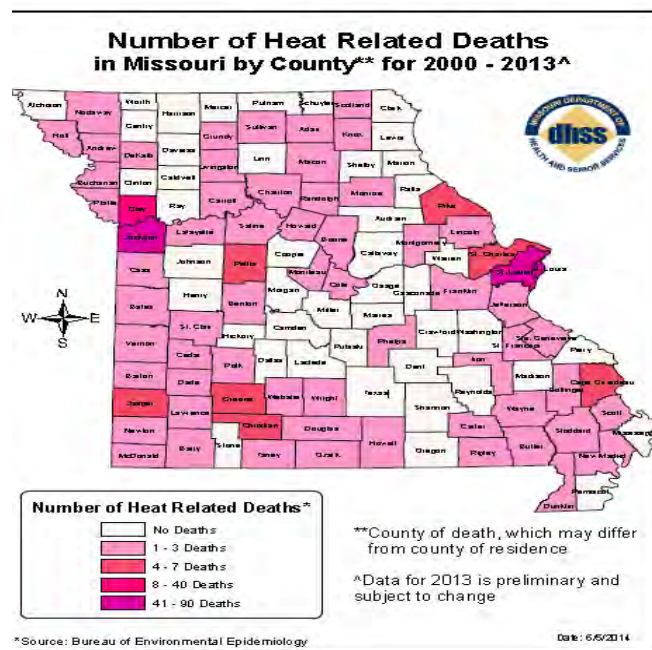 Number of Heat Related Deaths
in Missouri by County** for 2000 - 2013^
MISSOURI DEPARTMENT OF
dhss
HEALTH AND SENIOR SERVICES
Atchison
Nodaway
Worth
Harrison
Mercer
Putnam
Schuyler
Scotland
Clark
Holt
Gentry
Grundy
Sullivan
Adair
Knox
Lewis
Andrew
DeKalb
Daviess
Livingston
Linn
Macon
Shelby
Marion
Buchanan
Clinton
Caldwell
Chariton
Randolph
Monroe
Ralls
Platte
Clay
Ray
Carroll
Pike
Audrain
Jackson
Lafayette
Saline
Howard
Boone
Callaway
Montgomery
Lincoln
Warren
St. Charles
St. Louis
Louis
Cass
Johnson
Pettis
Cooper
Moniteau
Cole
Osage
Gasconade
Franklin
Jefferson
Bates
Henry
Benton
Morgan
Miller
Maries
St. Clair
Hickory
Camden
Pulaski
Phelps
Crawford
Washington
St. Francois
Ste. Genevieve
Perry
Vernon
Cedar
Polk
Dallas
Laclede
Dent
Iron
Madison
Bollinger
Cape Girardeau
Barton
Dade
Greene
Webster
Wright
Texas
Shannon
Reynolds
Wayne
Scott
Jasper
Lawrence
Christian
Douglas
Howell
Carter
Butler
Stoddard
Mississippi
Newton
Barry
Stone
Taney
Ozark
Oregon
Ripley
New Madrid
McDonald
Dunklin
Pemiscot
N
W
E
S
Number of Heat Related Deaths*
No Deaths
1 - 3 Deaths
4 - 7 Deaths
8 - 40 Deaths
41 - 90 Deaths
**County of death, which may differ
from county of residence
^Data for 2013 is preliminary and
subject to change
*Source: Bureau of Environmental Epidemiology
Date: 6/5/2014